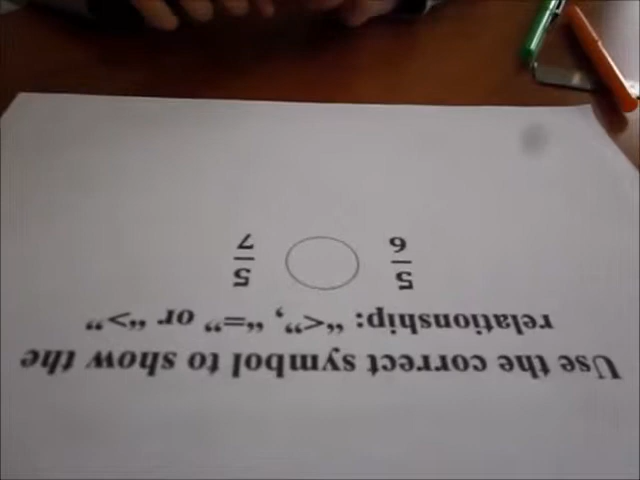 Use the correct symbol to show the
relationship: “<”, “=” or “>”
5/6 5/7